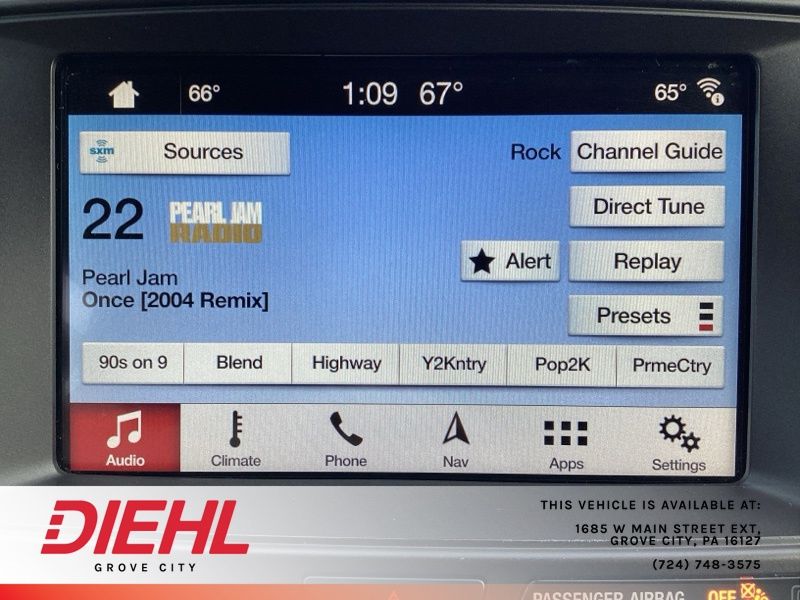 66° 1:09 67° 65°
sxm Sources Rock Channel Guide
22 PEARL JAM RADIO Direct Tune
Alert Replay
Pearl Jam
Once [2004 Remix]
Presets
90s on 9 Blend Highway Y2Kntry Pop2K PrmeCtry
Audio Climate Phone Nav Apps Settings
DIEHL
GROVE CITY
THIS VEHICLE IS AVAILABLE AT:
1685 W MAIN STREET EXT,
GROVE CITY, PA 16127
(724) 748-3575
PASSENGER AIRBAG OFF